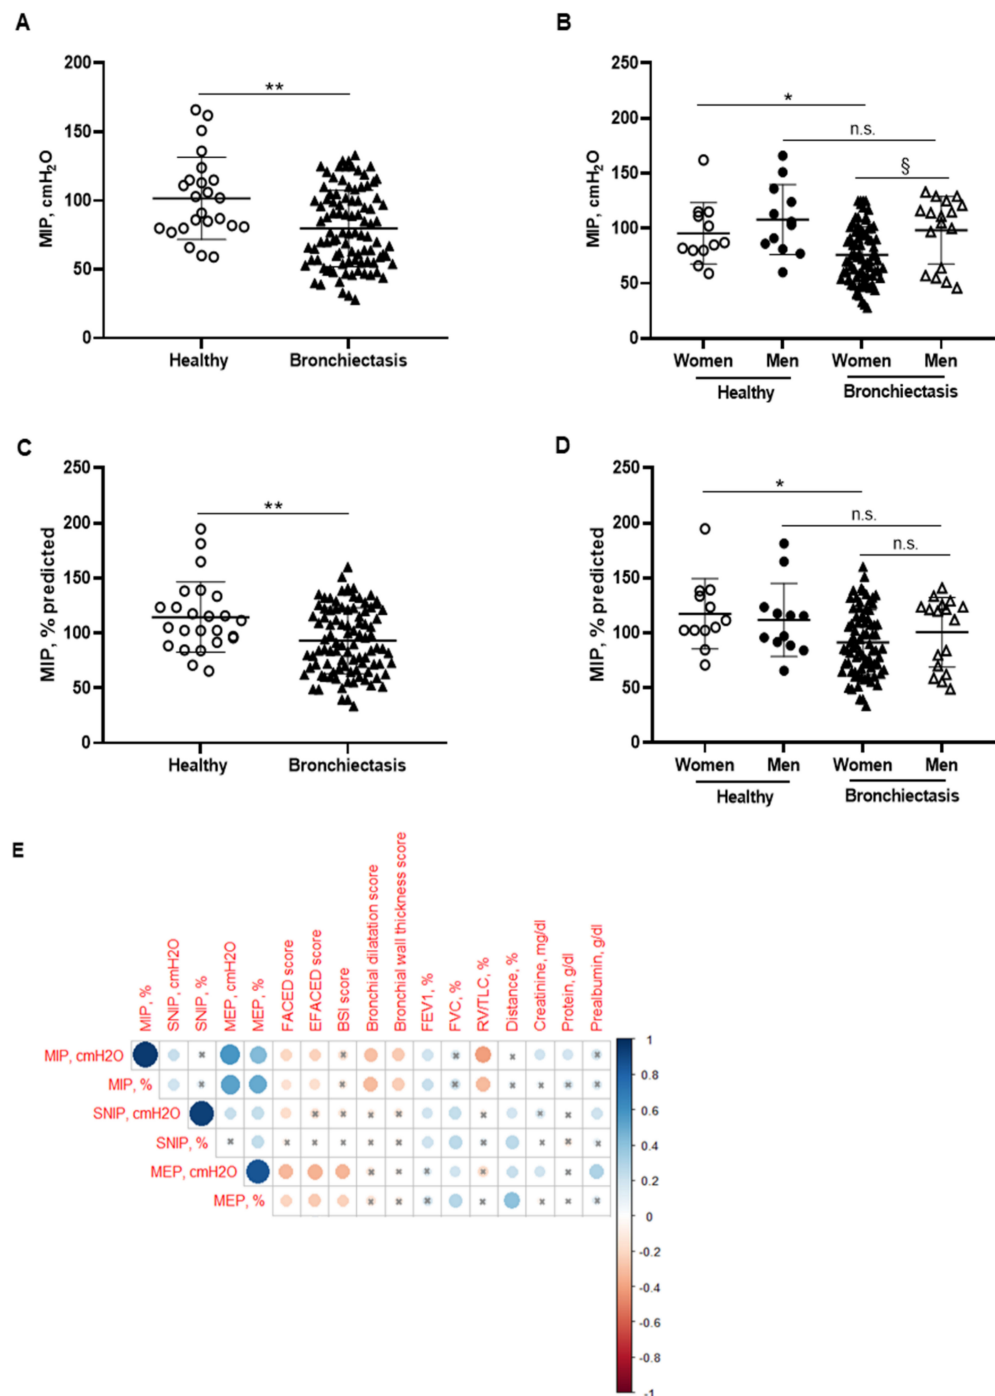 A
MIP, cmH2O
200
150
100
50
0
**
Healthy
Bronchiectasis
B
MIP, cmH2O
250
200
150
100
50
0
*
n.s.
§
Women
Men
Women
Men
Healthy
Bronchiectasis
C
MIP, % predicted
250
200
150
100
50
0
**
Healthy
Bronchiectasis
D
MIP, % predicted
250
200
150
100
50
0
*
n.s.
n.s.
Women
Men
Women
Men
Healthy
Bronchiectasis
E
MIP, %
SNIP, cmH2O
SNIP, %
MEP, cmH2O
MEP, %
FACED score
EFACED score
BSI score
Bronchial dilatation score
Bronchial wall thickness score
FEV1, %
FVC, %
RV/TLC, %
Distance, %
Creatinine, mg/dl
Protein, g/dl
Prealbumin, g/dl
MIP, cmH2O
MIP, %
SNIP, cmH2O
SNIP, %
MEP, cmH2O
MEP, %
1
0.8
0.6
0.4
0.2
0
-0.2
-0.4
-0.6
-0.8
-1